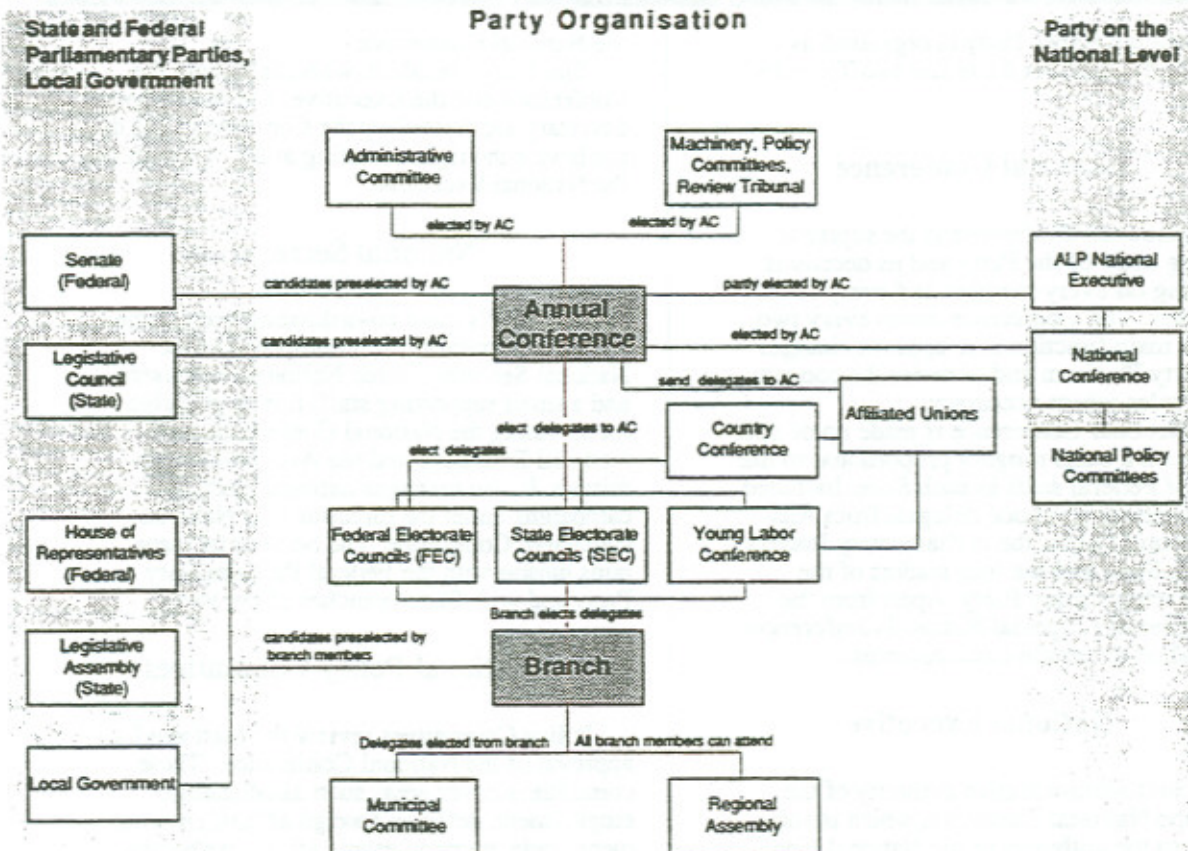 Party Organisation
State and Federal
Parliamentary Parties,
Local Government
Party on the
National Level
Administrative
Committee
Machinery, Policy
Committees,
Review Tribunal
elected by AC
elected by AC
Senate
(Federal)
candidates preselected by AC
partly elected by AC
ALP National
Executive
Annual
Conference
Legislative
Council
(State)
candidates preselected by AC
elected by AC
National
Conference
send delegates to AC
Affiliated Unions
elect delegates to AC
Country
Conference
elect delegates
National Policy
Committees
House of
Representatives
(Federal)
Federal Electorate
Councils (FEC)
State Electorate
Councils (SEC)
Young Labor
Conference
Branch elects delegates
Legislative
Assembly
(State)
candidates preselected by
branch members
Branch
Delegates elected from branch
All branch members can attend
Local Government
Municipal
Committee
Regional
Assembly